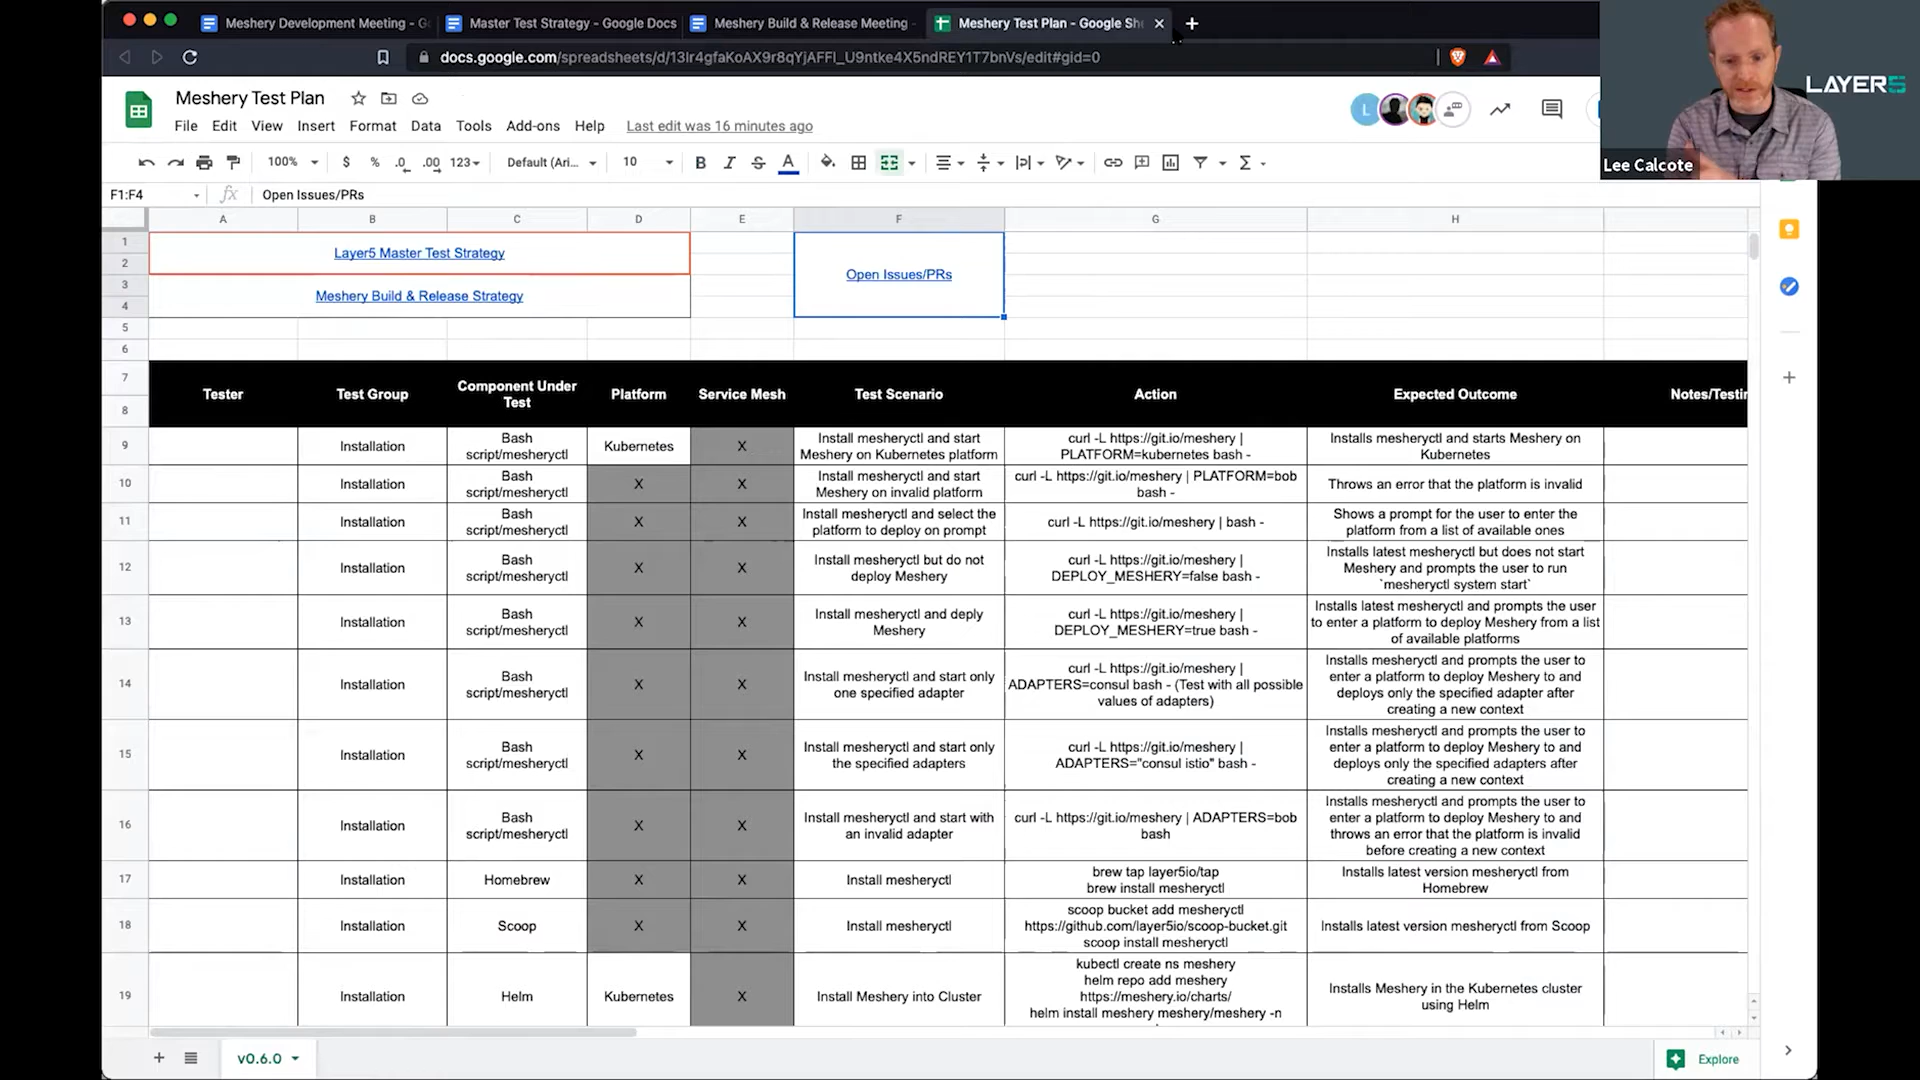 Meshery Development Meeting - G
Master Test Strategy - Google Docs
Meshery Build & Release Meeting
Meshery Test Plan - Google She
docs.google.com/spreadsheets/d/13Ir4gfaKoAX9r8qYjAFFl_U9ntke4X5ndREY1T7bnVs/edit#gid=0
LAYER5
Lee Calcote
Meshery Test Plan
File Edit View Insert Format Data Tools Add-ons Help Last edit was 16 minutes ago
L
100% $ % .0 .00 123 Default (Ari... 10 B I S A Σ
F1:F4 fx Open Issues/PRs
A B C D E F G H
1 2 3 4 5 6
Layer5 Master Test Strategy
Meshery Build & Release Strategy
Open Issues/PRs
7 8
Tester Test Group Component Under Platform Service Mesh Test Scenario Action Expected Outcome Notes/Testin
Test
9 Installation Bash Kubernetes X Install mesheryctl and start curl -L https://git.io/meshery | Installs mesheryctl and starts Meshery on
script/mesheryctl Meshery on Kubernetes platform PLATFORM=kubernetes bash - Kubernetes
10 Installation Bash X X Install mesheryctl and start curl -L https://git.io/meshery | PLATFORM=bob Throws an error that the platform is invalid
script/mesheryctl Meshery on invalid platform bash -
11 Installation Bash X X Install mesheryctl and select the curl -L https://git.io/meshery | bash - Shows a prompt for the user to enter the
script/mesheryctl platform to deploy on prompt platform from a list of available ones
12 Installation Bash X X Install mesheryctl but do not curl -L https://git.io/meshery | Installs latest mesheryctl but does not start
script/mesheryctl deploy Meshery DEPLOY_MESHERY=false bash - Meshery and prompts the user to run
`mesheryctl system start`
13 Installation Bash X X Install mesheryctl and deply curl -L https://git.io/meshery | Installs latest mesheryctl and prompts the user
script/mesheryctl Meshery DEPLOY_MESHERY=true bash - to enter a platform to deploy Meshery from a list
of available platforms
14 Installation Bash X X Install mesheryctl and start only curl -L https://git.io/meshery | Installs mesheryctl and prompts the user to
script/mesheryctl one specified adapter ADAPTERS=consul bash - (Test with all possible enter a platform to deploy Meshery to and
values of adapters) deploys only the specified adapter after
creating a new context
15 Installation Bash X X Install mesheryctl and start only curl -L https://git.io/meshery | Installs mesheryctl and prompts the user to
script/mesheryctl the specified adapters ADAPTERS="consul istio" bash - enter a platform to deploy Meshery to and
deploys only the specified adapters after
creating a new context
16 Installation Bash X X Install mesheryctl and start with curl -L https://git.io/meshery | ADAPTERS=bob Installs mesheryctl and prompts the user to
script/mesheryctl an invalid adapter bash enter a platform to deploy Meshery to and
throws an error that the platform is invalid
before creating a new context
17 Installation Homebrew X X Install mesheryctl brew tap layer5io/tap Installs latest version mesheryctl from
brew install mesheryctl Homebrew
18 Installation Scoop X X Install mesheryctl scoop bucket add mesheryctl Installs latest version mesheryctl from Scoop
https://github.com/layer5io/scoop-bucket.git
scoop install mesheryctl
19 Installation Helm Kubernetes X Install Meshery into Cluster kubectl create ns meshery Installs Meshery in the Kubernetes cluster
helm repo add meshery using Helm
https://meshery.io/charts/
helm install meshery meshery/meshery -n
v0.6.0
Explore